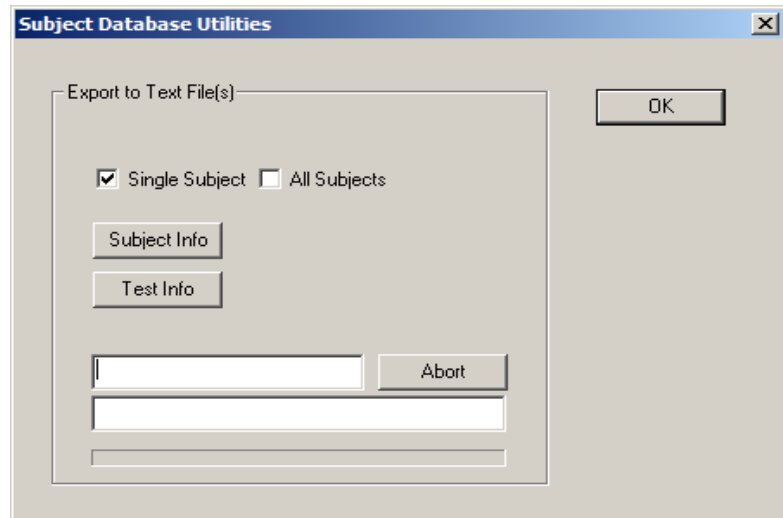 Subject Database Utilities
Export to Text File(s)
OK
Single Subject All Subjects
Subject Info
Test Info
Abort